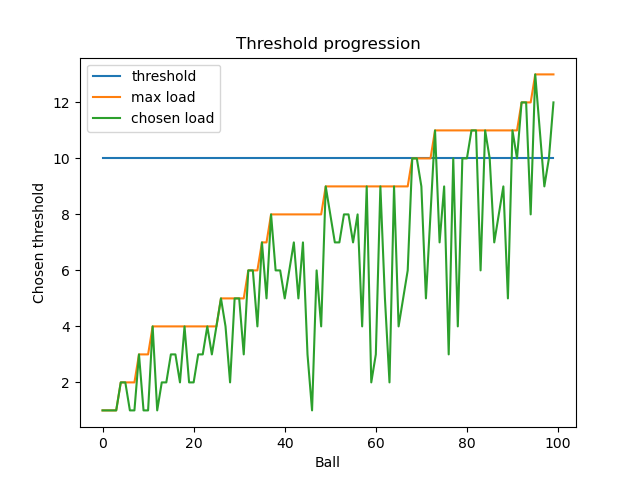 Threshold progression
threshold
max load
chosen load
12
10
8
6
4
2
Chosen threshold
0 20 40 60 80 100
Ball